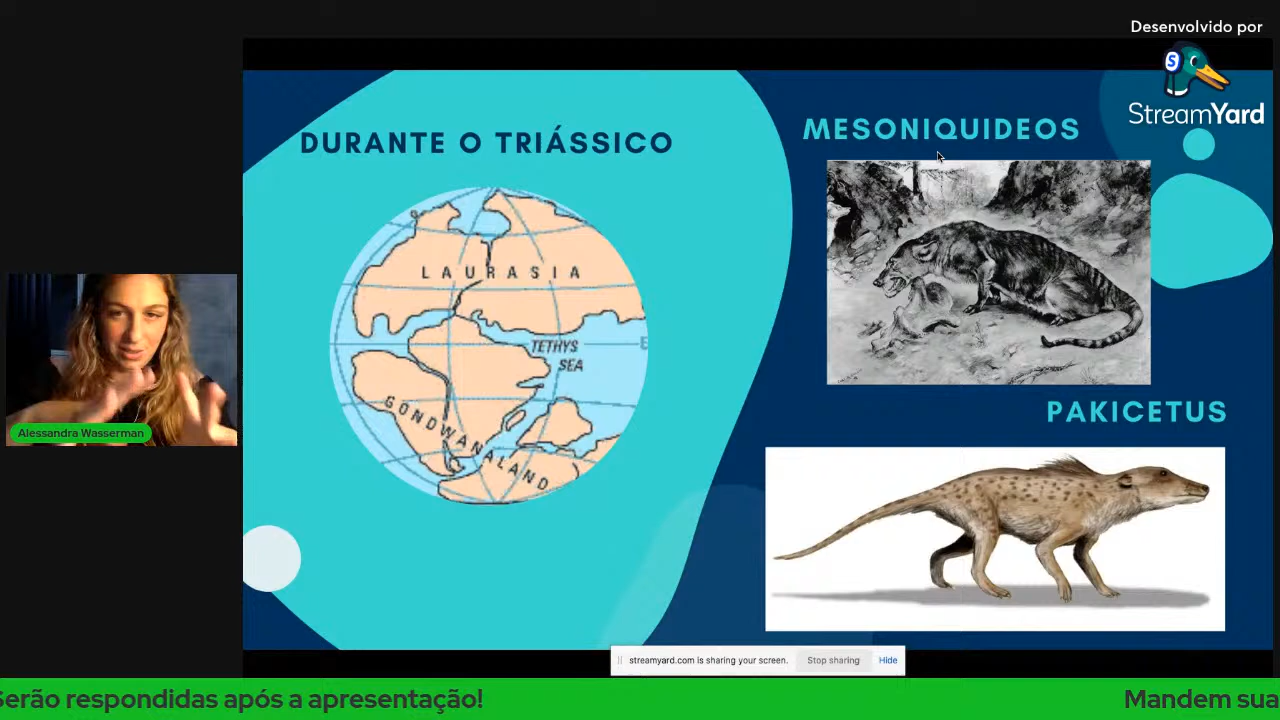 Desenvolvido por
StreamYard
DURANTE O TRIÁSSICO
MESONIQUIDEOS
LAURASIA
TETHYS
SEA
GONDWANALAND
PAKICETUS
Alessandra Wasserman
streamyard.com is sharing your screen.
Stop sharing
Hide
Serão respondidas após a apresentação!
Mandem sua